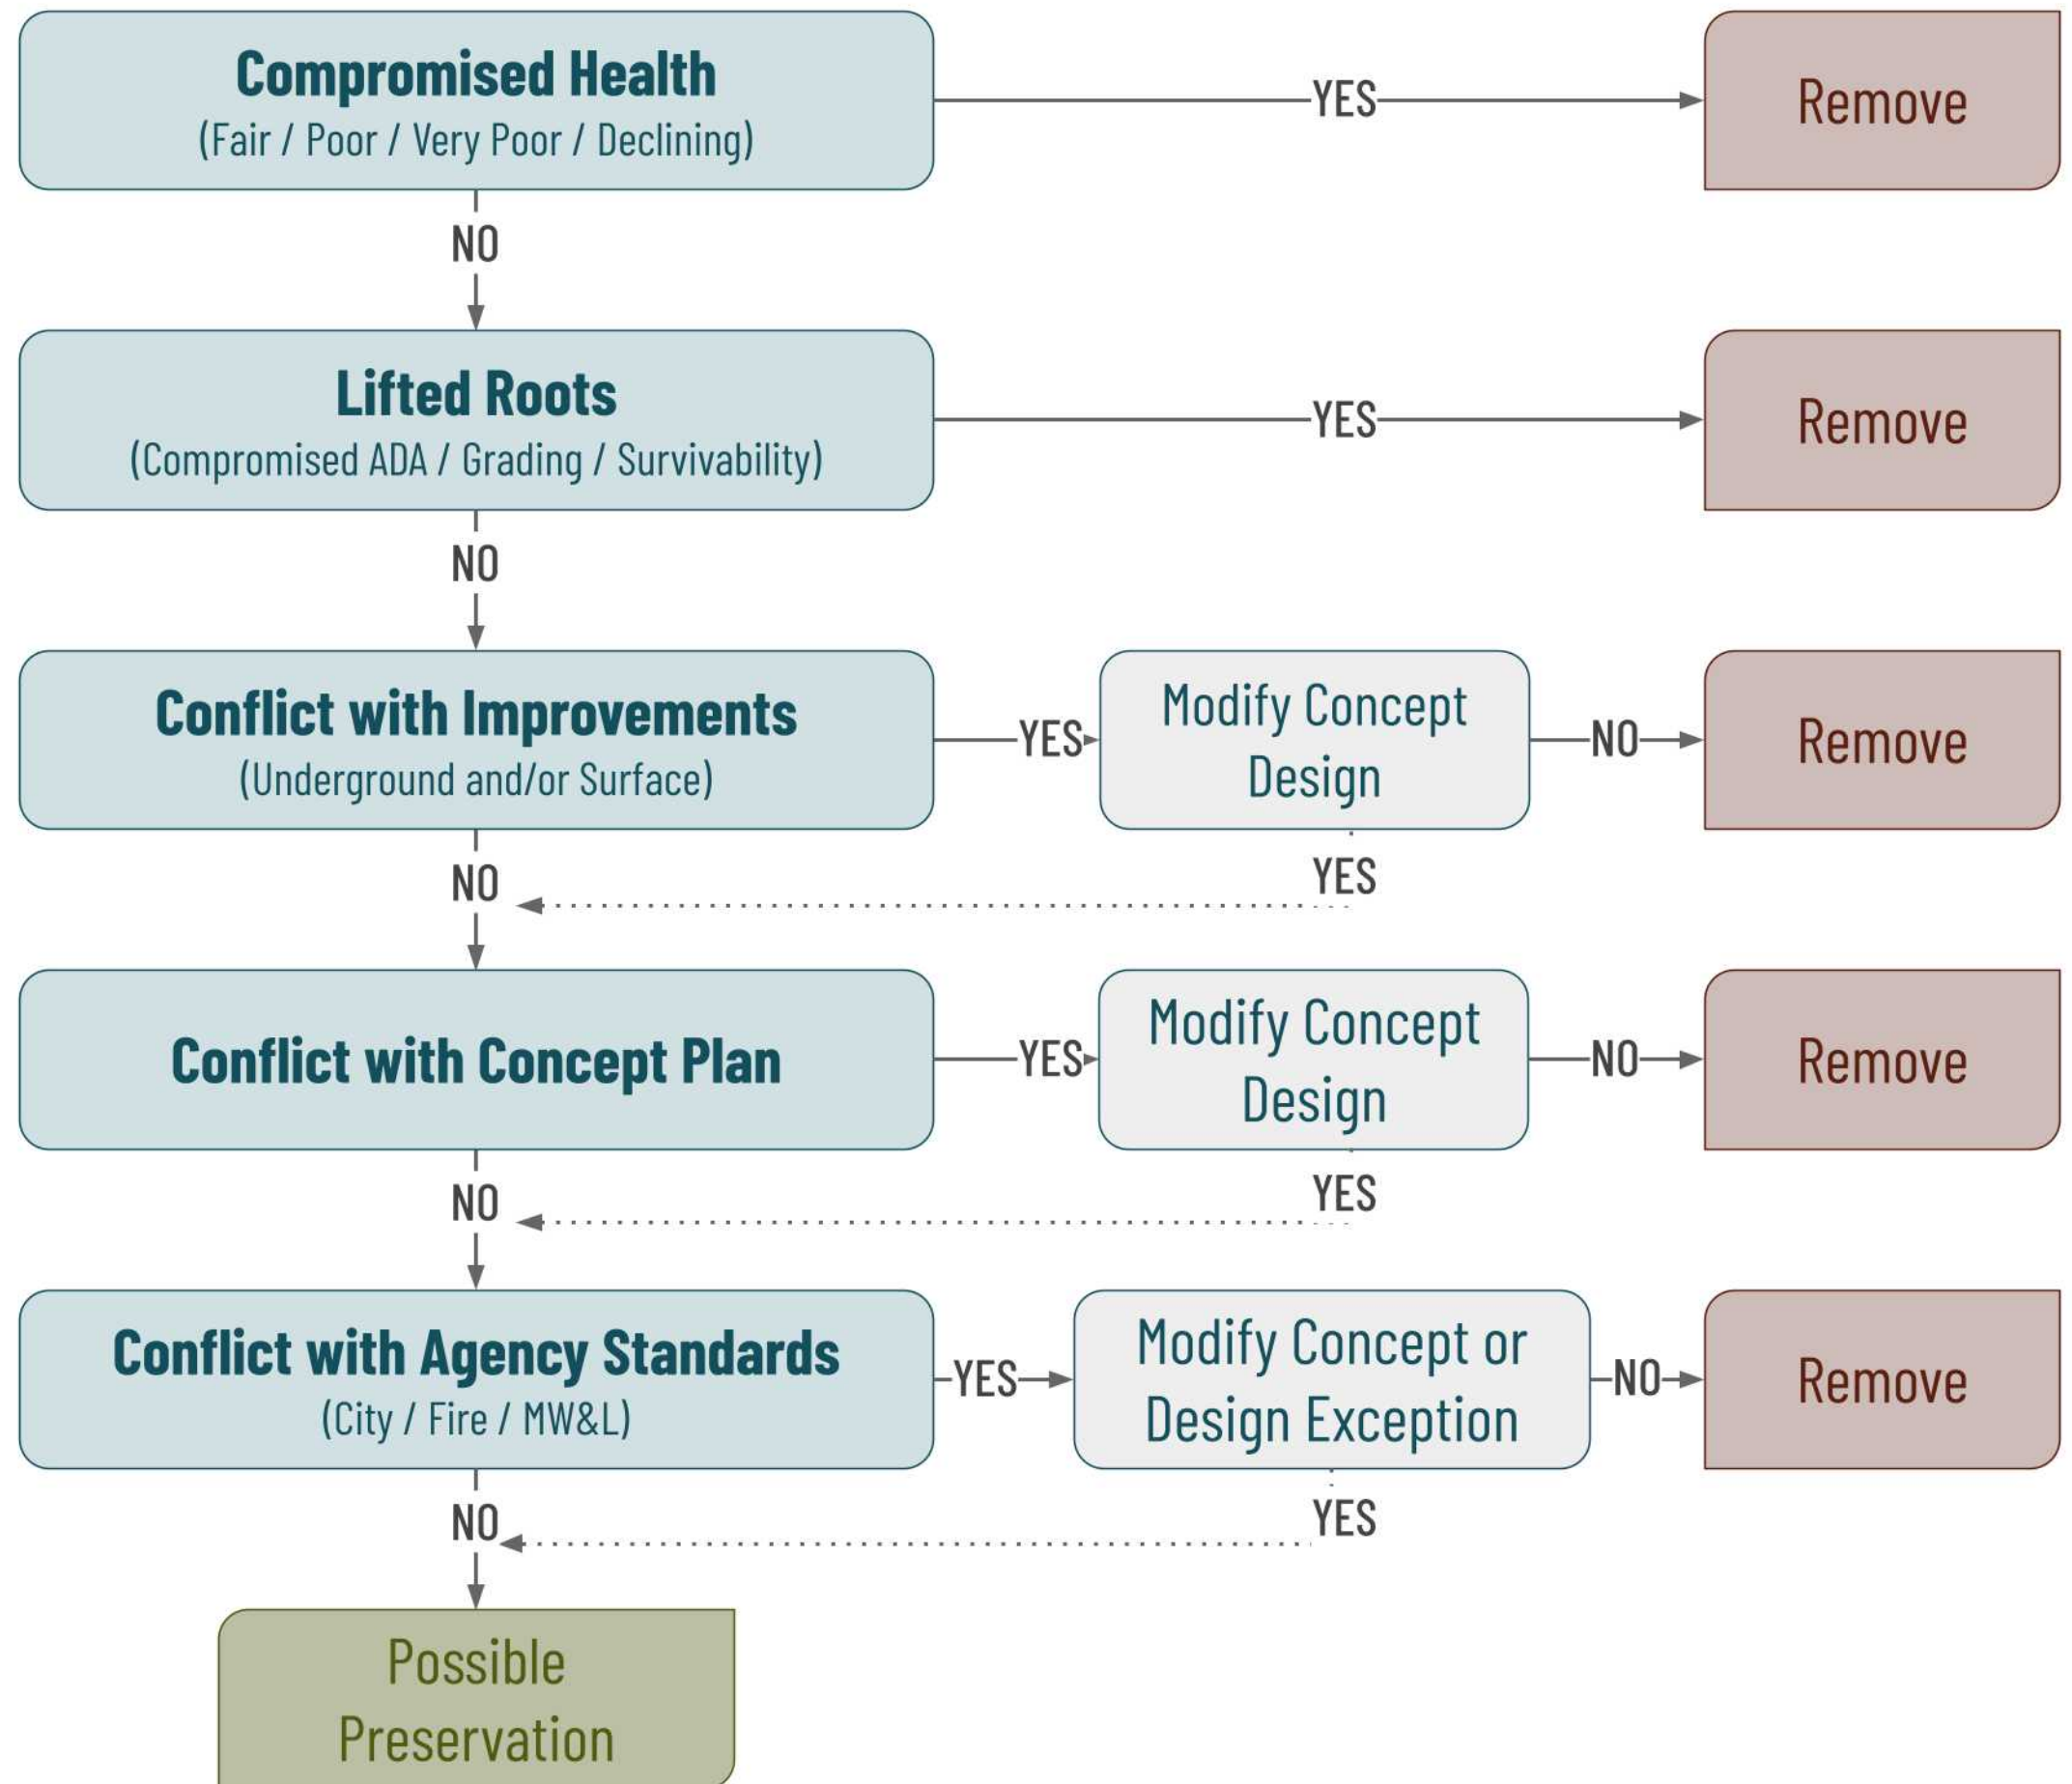 Compromised Health
(Fair / Poor / Very Poor / Declining)
YES
Remove
NO
Lifted Roots
(Compromised ADA / Grading / Survivability)
YES
Remove
NO
Conflict with Improvements
(Underground and/or Surface)
YES
Modify Concept
Design
NO
Remove
YES
NO
Conflict with Concept Plan
YES
Modify Concept
Design
NO
Remove
YES
NO
Conflict with Agency Standards
(City / Fire / MW&L)
YES
Modify Concept or
Design Exception
NO
Remove
YES
NO
Possible
Preservation